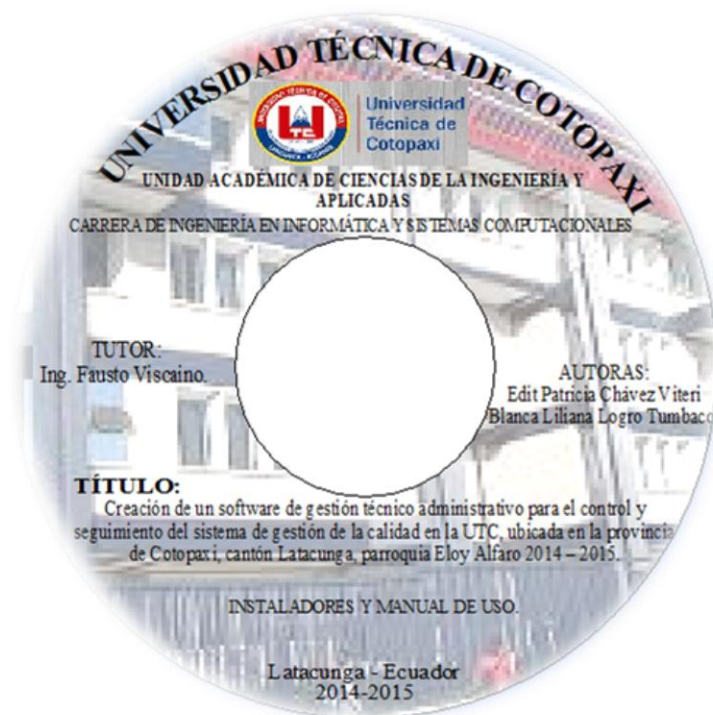 UNIVERSIDAD TÉCNICA DE COTOPAXI
UTC
Universidad
Técnica de
Cotopaxi
UNIDAD ACADÉMICA DE CIENCIAS DE LA INGENIERÍA Y
APLICADAS
CARRERA DE INGENIERÍA EN INFORMÁTICA Y SISTEMAS COMPUTACIONALES
TUTOR:
Ing. Fausto Viscaino.
AUTORAS:
Edit Patricia Chávez Viteri
Blanca Liliana Logro Tumbaco
TÍTULO:
Creación de un software de gestión técnico administrativo para el control y
seguimiento del sistema de gestión de la calidad en la UTC, ubicada en la provincia
de Cotopaxi, cantón Latacunga, parroquia Eloy Alfaro 2014 – 2015.
INSTALADORES Y MANUAL DE USO.
Latacunga - Ecuador
2014-2015